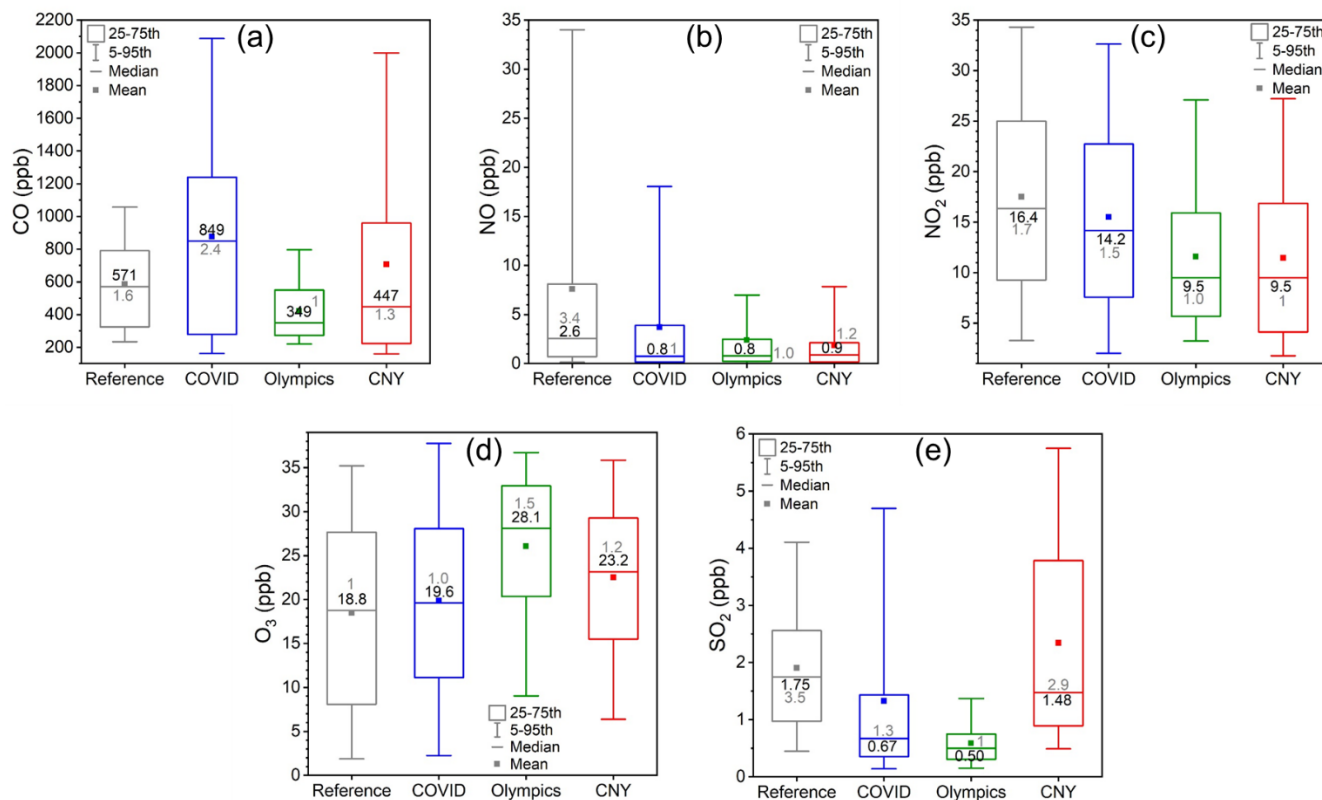 (a)
25-75th
5-95th
Median
Mean
CO (ppb)
2200
2000
1800
1600
1400
1200
1000
800
600
400
200
571
1.6
849
2.4
349
1
447
1.3
Reference COVID Olympics CNY
(b)
25-75th
5-95th
Median
Mean
NO (ppb)
35
30
25
20
15
10
5
0
3.4
2.6
0.8 1
0.8 1.0
1.2
0.9
Reference COVID Olympics CNY
(c)
25-75th
5-95th
Median
Mean
NO₂ (ppb)
35
30
25
20
15
10
5
16.4
1.7
14.2
1.5
9.5
1.0
9.5
1
Reference COVID Olympics CNY
(d)
O₃ (ppb)
35
30
25
20
15
10
5
0
1
18.8
1.0
19.6
1.5
28.1
1.2
23.2
25-75th
5-95th
Median
Mean
Reference COVID Olympics CNY
(e)
25-75th
5-95th
Median
Mean
SO₂ (ppb)
6
5
4
3
2
1
0
1.75
3.5
1.3
0.67
1
0.50
2.9
1.48
Reference COVID Olympics CNY